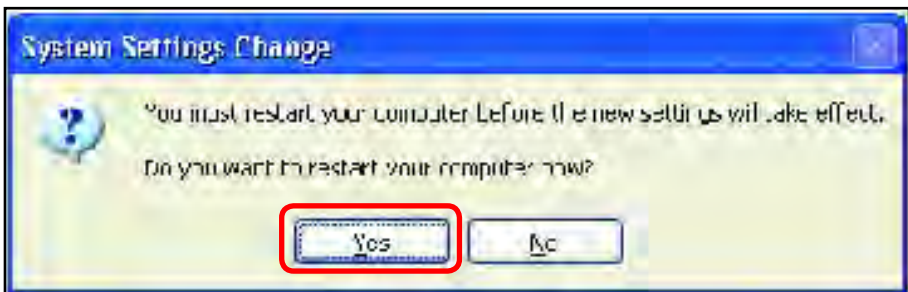 System Settings Change
You must restart your computer before the new settings will take effect.
Do you want to restart your computer now?
Yes
No